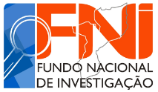 FNI
FUNDO NACIONAL
DE INVESTIGAÇÃO